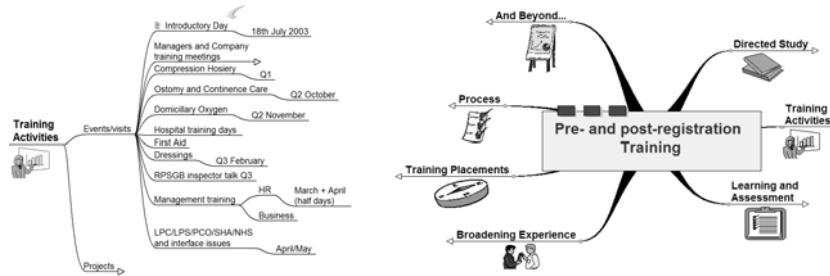 Introductory Day
18th July 2003
Managers and Company
training meetings
Compression Hosiery
Q1
Ostomy and Continence Care
Q2 October
Domicillary Oxygen
Q2 November
Training
Activities
Events/visits
Hospital training days
First Aid
Dressings
Q3 February
RPSGB inspector talk Q3
Management training
HR
March + April
(half days)
Business
LPC/LPS/PCO/SHA/NHS
and interface issues
April/May
Projects
And Beyond...
Directed Study
Process
Pre- and post-registration
Training
Training
Activities
Training Placements
Learning and
Assessment
Broadening Experience